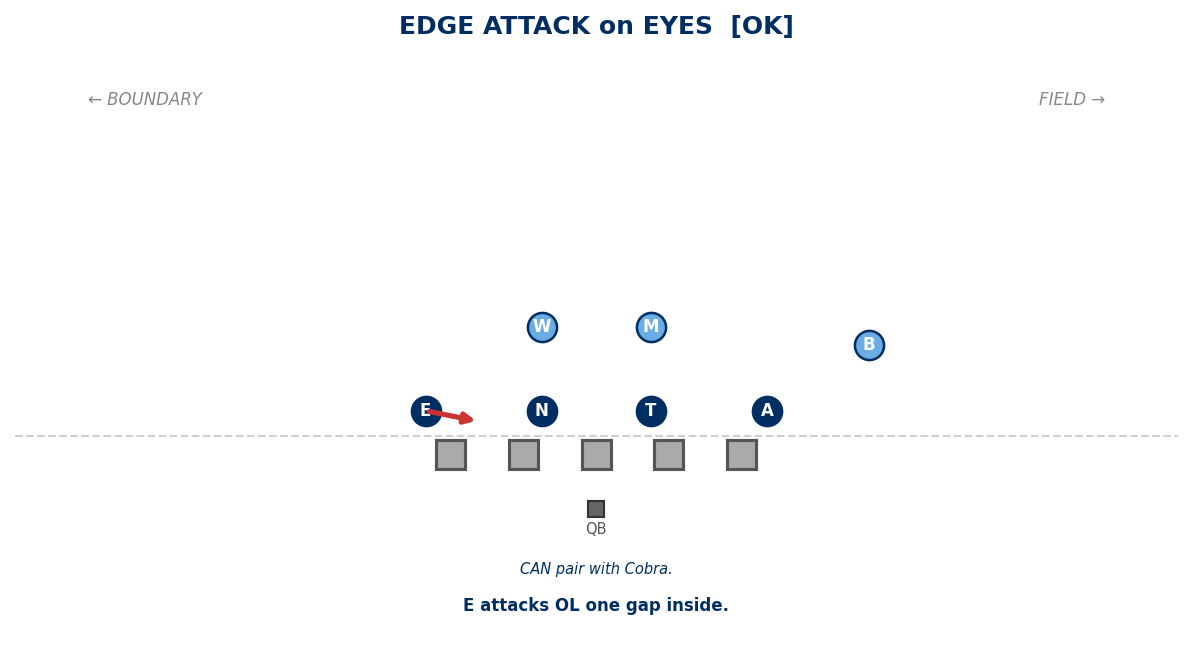 EDGE ATTACK on EYES [OK]
← BOUNDARY
FIELD →
W
M
B
E
N
T
A
QB
CAN pair with Cobra.
E attacks OL one gap inside.